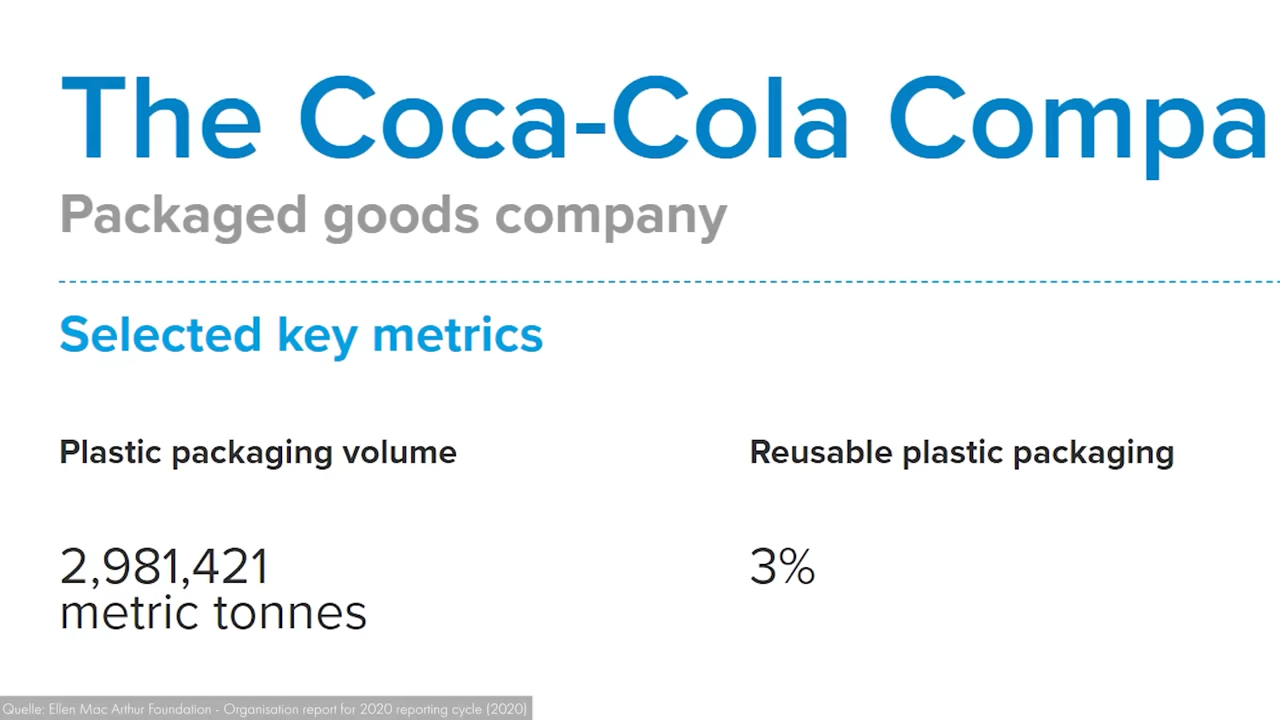 The Coca-Cola Compa
Packaged goods company
Selected key metrics
Plastic packaging volume
Reusable plastic packaging
2,981,421
metric tonnes
3%
Quelle: Ellen Mac Arthur Foundation - Organisation report for 2020 reporting cycle (2020)